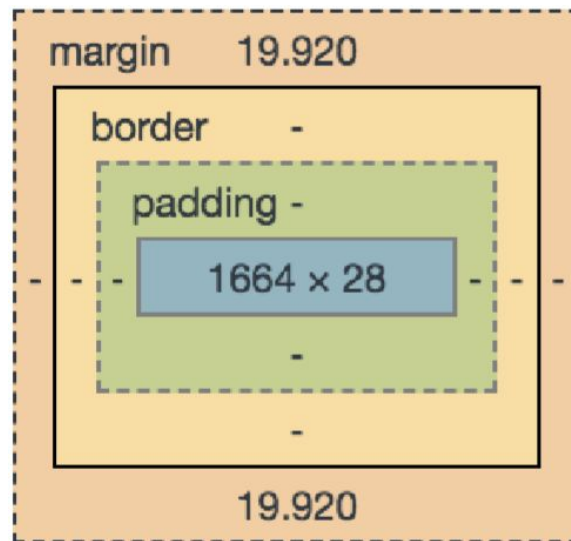 margin 19.920
border -
padding -
- - - 1664 × 28 - - -
-
-
19.920